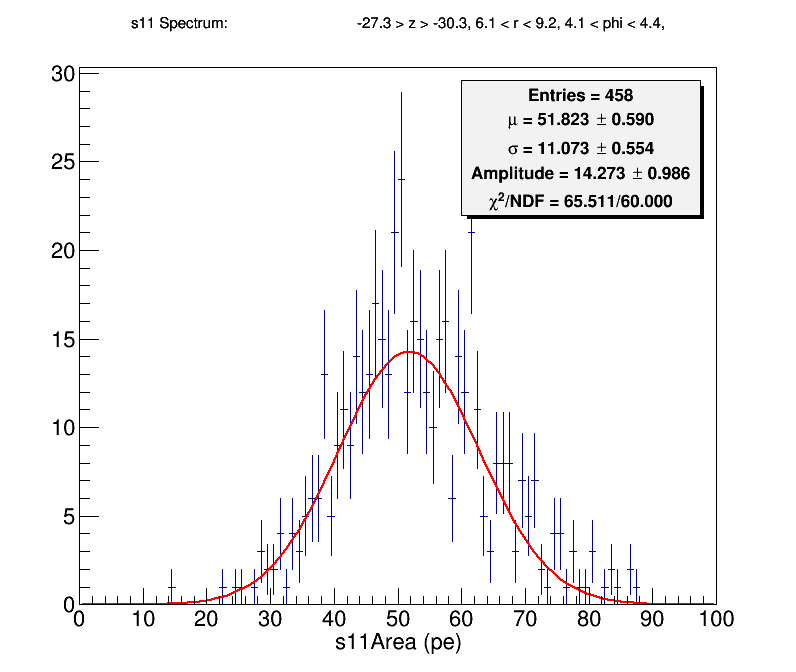 s11 Spectrum: -27.3 > z > -30.3, 6.1 < r < 9.2, 4.1 < phi < 4.4,
Entries = 458
μ = 51.823 ± 0.590
σ = 11.073 ± 0.554
Amplitude = 14.273 ± 0.986
χ²/NDF = 65.511/60.000
30
25
20
15
10
5
0
0 10 20 30 40 50 60 70 80 90 100
s11Area (pe)